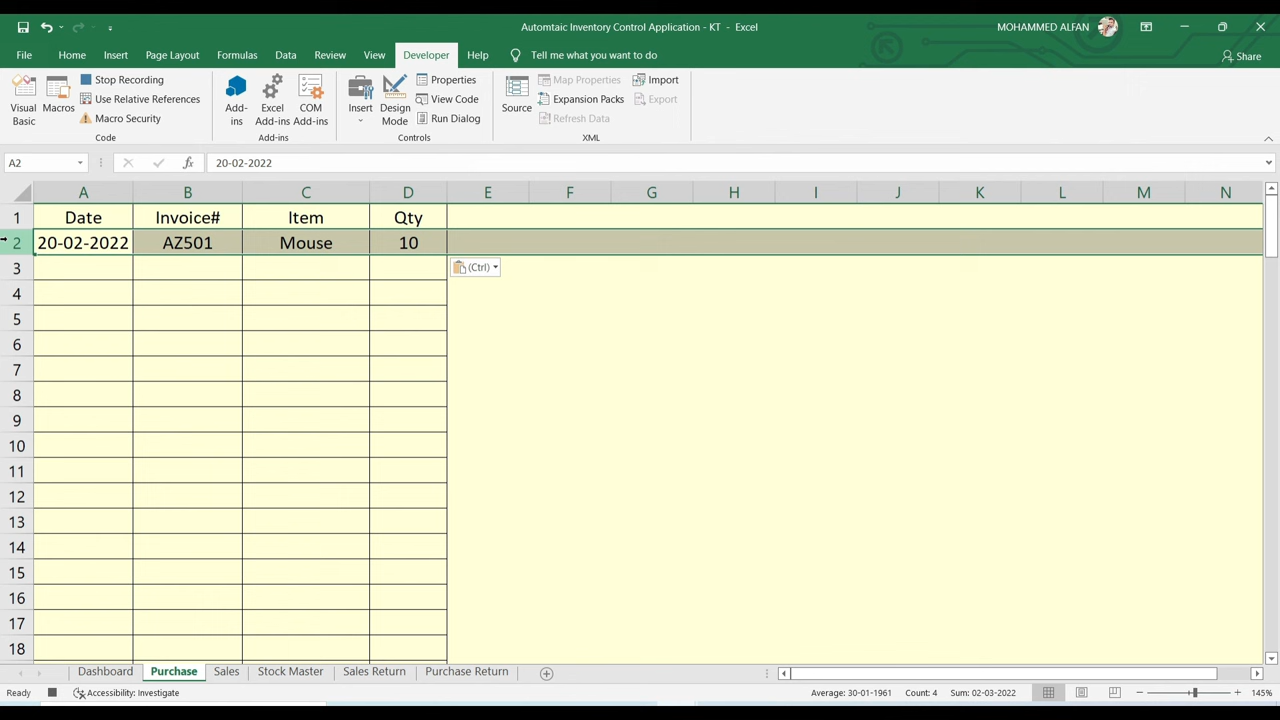 Automtaic Inventory Control Application - KT - Excel
MOHAMMED ALFAN
File Home Insert Page Layout Formulas Data Review View Developer Help Tell me what you want to do Share
Visual Basic
Macros
Stop Recording
Use Relative References
Macro Security
Code
Add-ins
Excel Add-ins
COM Add-ins
Add-ins
Insert
Design Mode
Properties
View Code
Run Dialog
Controls
Source
Map Properties
Expansion Packs
Refresh Data
Import
Export
XML
A2 fx 20-02-2022
A B C D E F G H I J K L M N
1 Date Invoice# Item Qty
2 20-02-2022 AZ501 Mouse 10
3 (Ctrl)
4
5
6
7
8
9
10
11
12
13
14
15
16
17
18
Dashboard Purchase Sales Stock Master Sales Return Purchase Return
Ready Accessibility: Investigate Average: 30-01-1961 Count: 4 Sum: 02-03-2022 145%